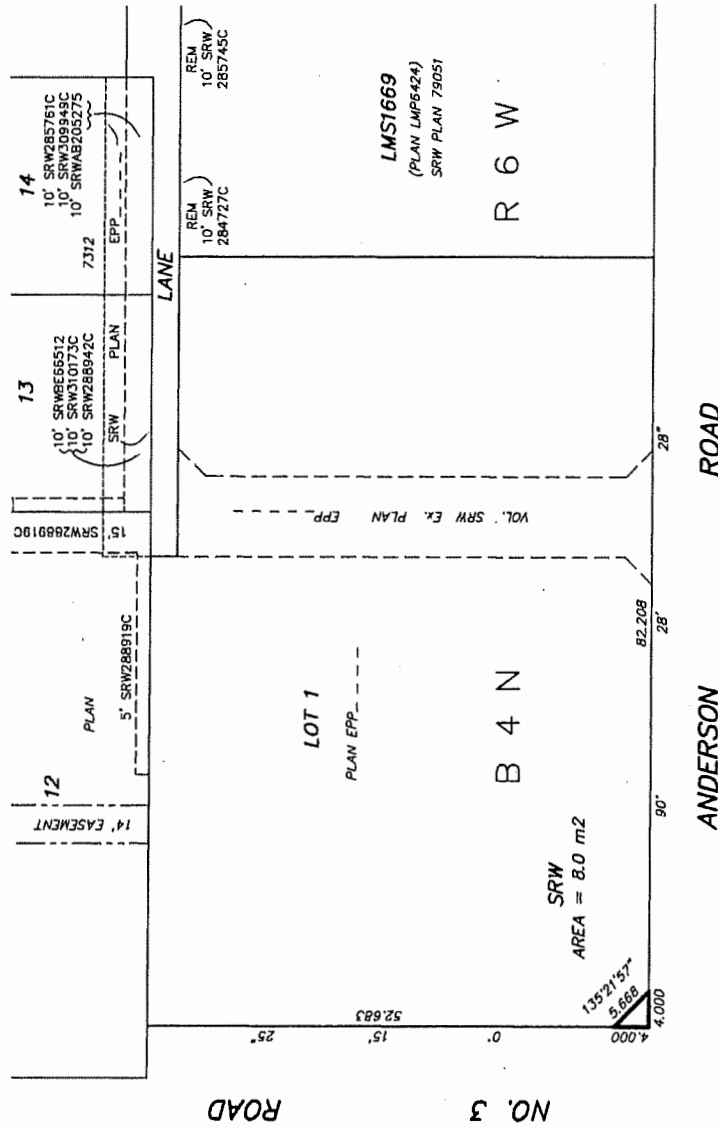 12
14' EASEMENT
PLAN
5' SRW288919C
15' SRW288919C
13
10' SRWBE66512
10' SRW310173C
10' SRW288942C
SRW PLAN EPP
7312
14
10' SRW285761C
10' SRW309949C
10' SRWAB205275
LANE
REM
10' SRW
284727C
REM
10' SRW
285745C
LMS1669
(PLAN LMP6424)
SRW PLAN 79051
R 6 W
VOL. SRW Ex. PLAN EPP
LOT 1
PLAN EPP
B 4 N
SRW
AREA = 8.0 m2
135°21'57"
5.668
4.000
4.000
52.683
0°
15'
25"
82.208
90°
28'
28"
NO. 3 ROAD
ANDERSON ROAD